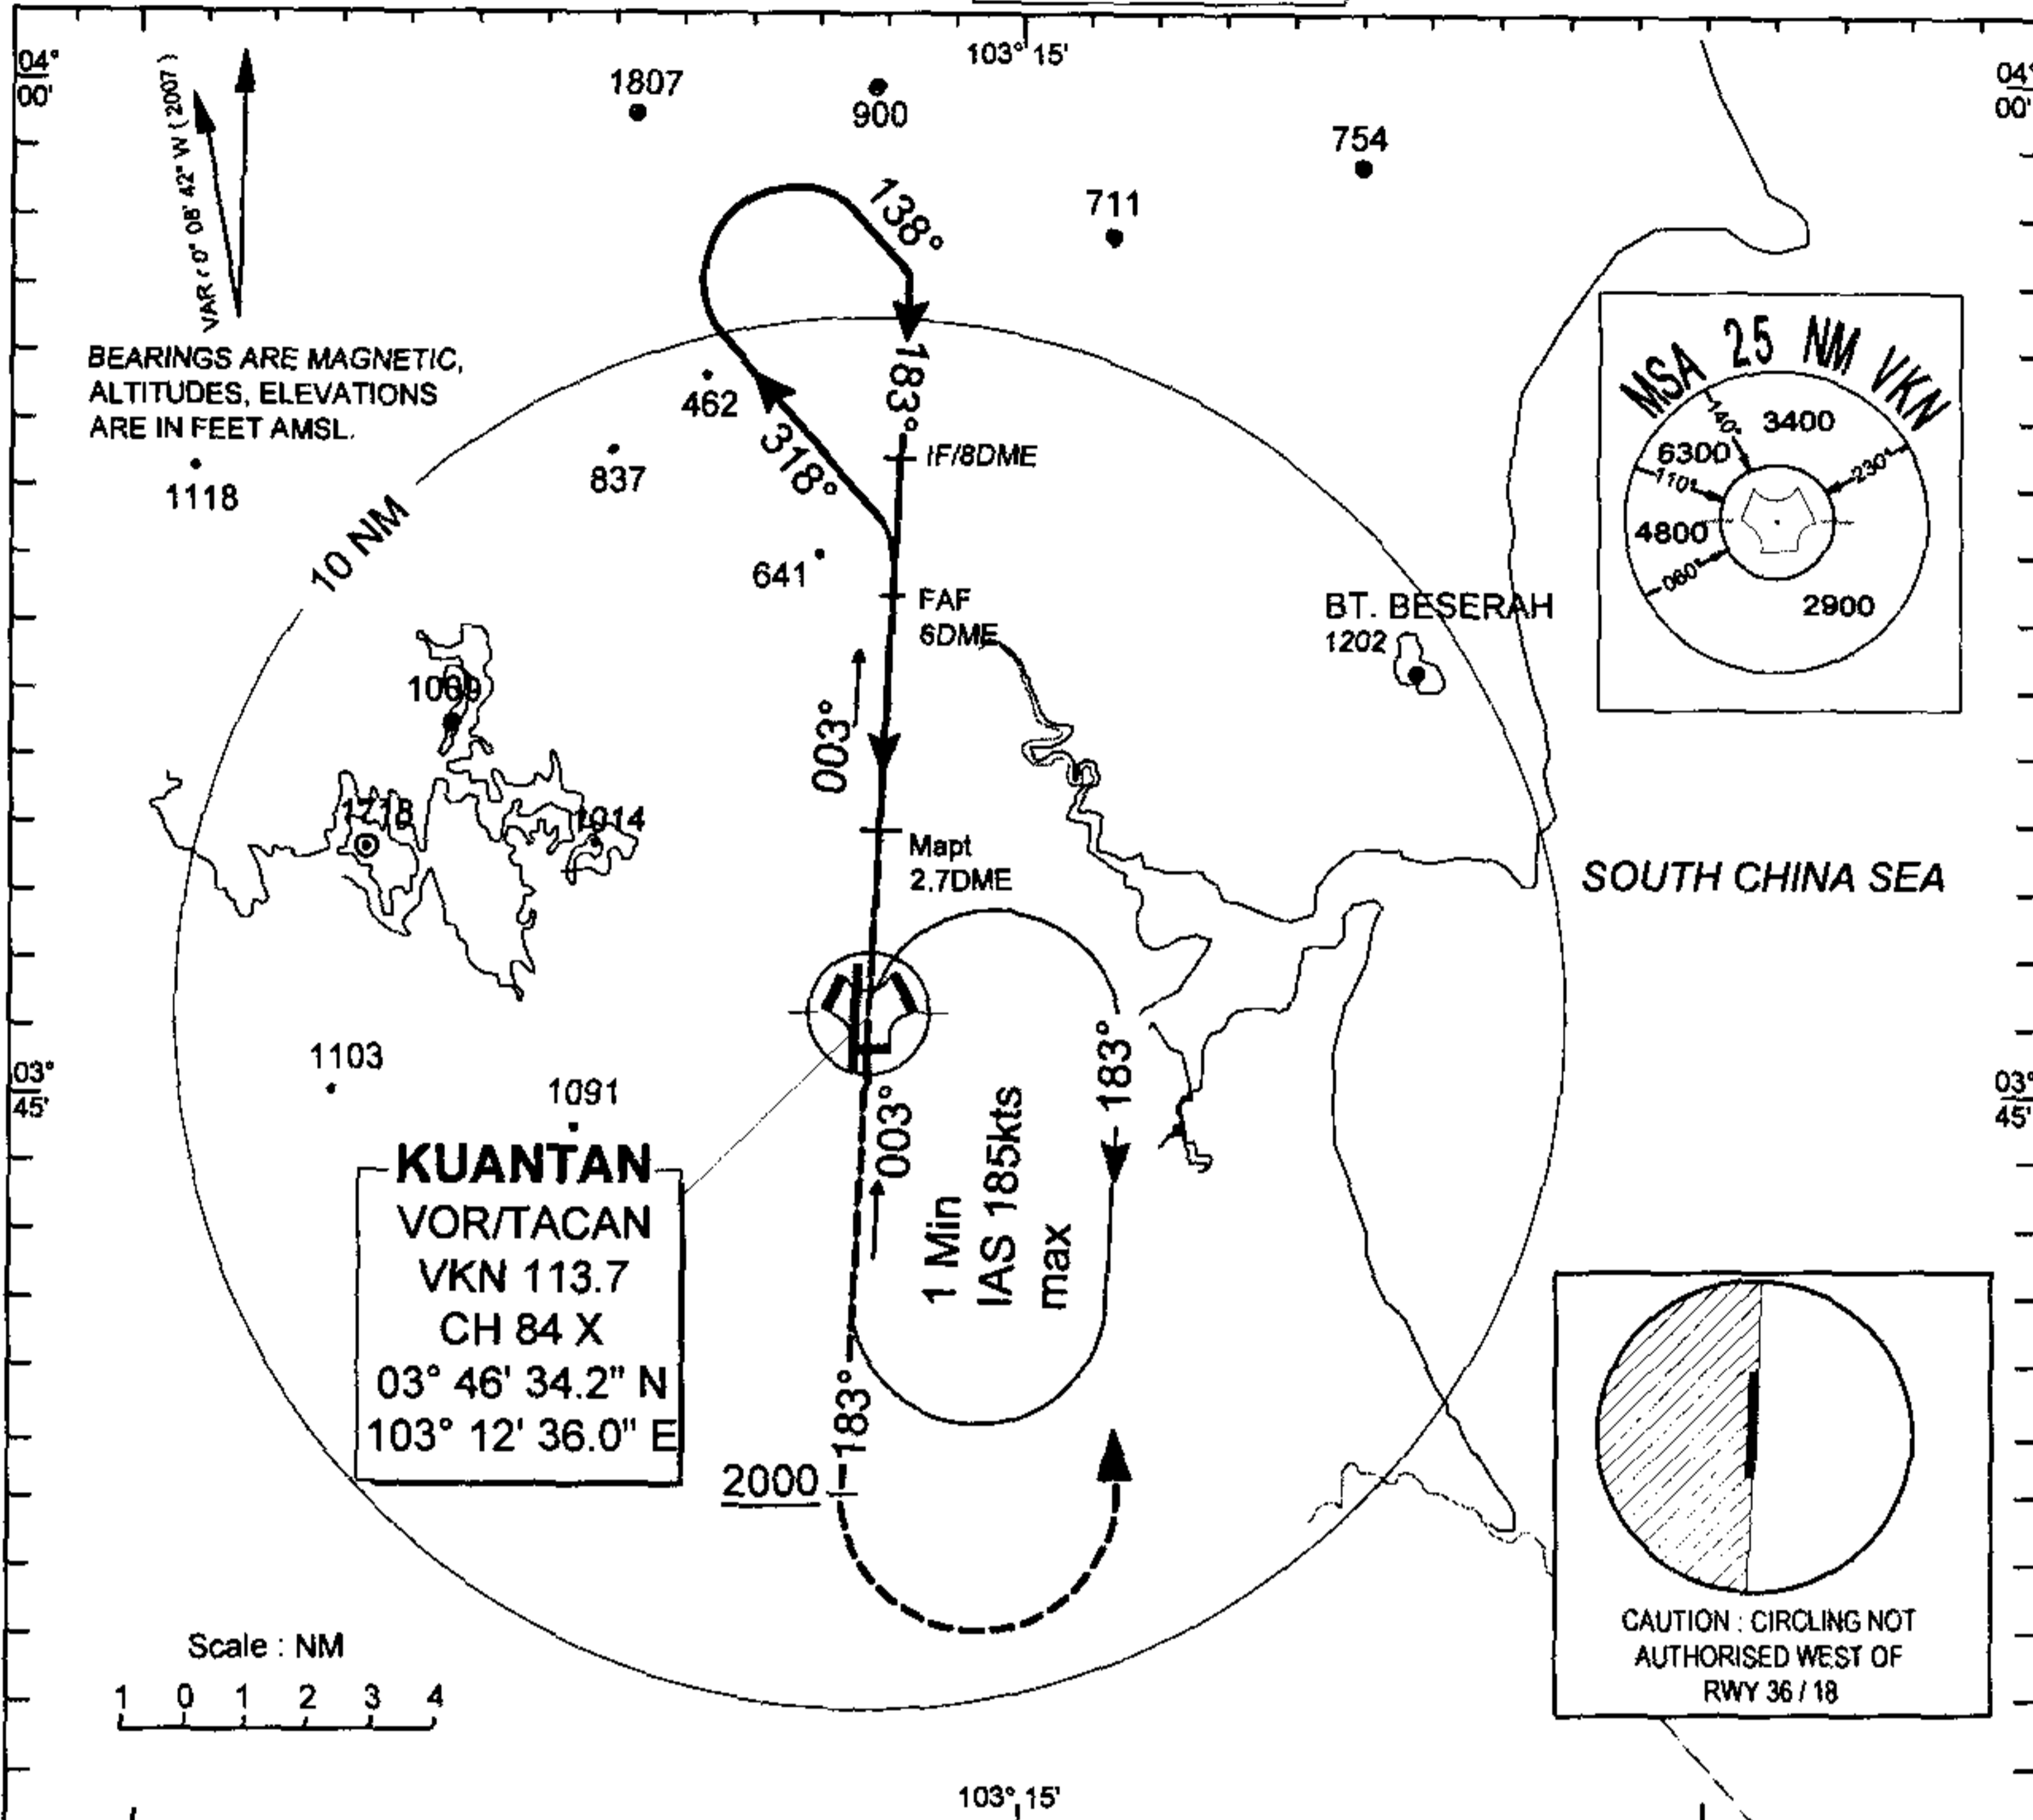 103° 15'
04°
00'
04°
00'
VAR ( 0° 08' 42" W ( 2007 )
1807
900
754
711
138°
BEARINGS ARE MAGNETIC,
ALTITUDES, ELEVATIONS
ARE IN FEET AMSL.
MSA 25 NM VKN
140°
3400
6300
110°
230°
4800
060°
2900
183°
462
318°
IF/8DME
837
1118
10 NM
641
FAF
6DME
BT. BESERAH
1202
1069
003°
1718
1014
Mapt
2.7DME
SOUTH CHINA SEA
183°
03°
45'
03°
45'
1103
1091
003°
1 Min
IAS 185kts
max
KUANTAN
VOR/TACAN
VKN 113.7
CH 84 X
03° 46' 34.2" N
103° 12' 36.0" E
183°
2000
CAUTION : CIRCLING NOT
AUTHORISED WEST OF
RWY 36 / 18
Scale : NM
1 0 1 2 3 4
103° 15'